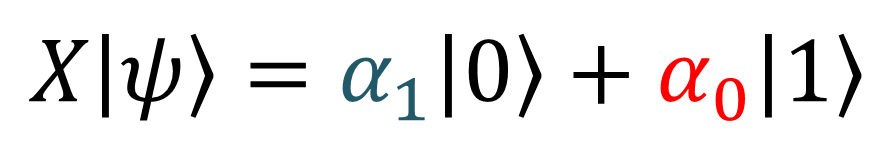 X|ψ⟩ = α₁|0⟩ + α₀|1⟩